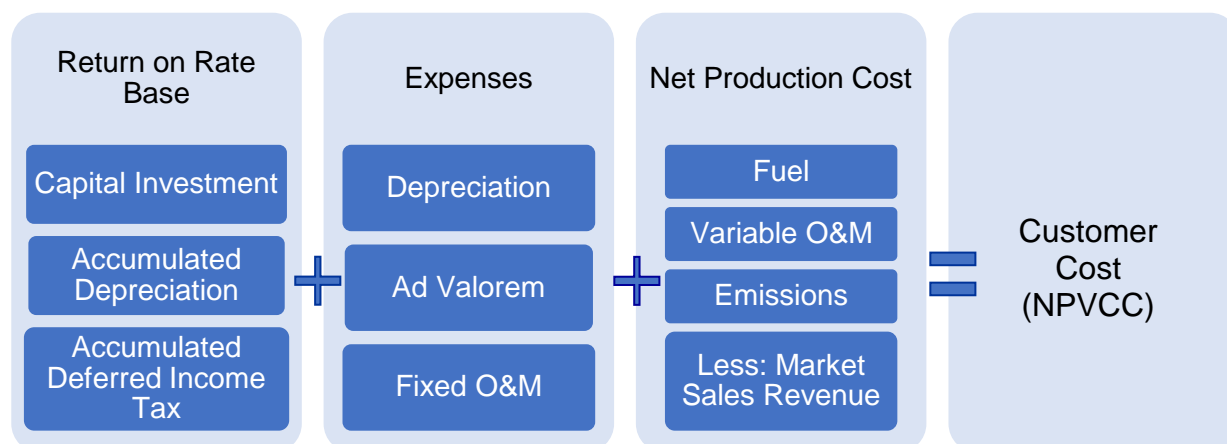 Return on Rate
Base
Capital Investment
Accumulated
Depreciation
Accumulated
Deferred Income
Tax
+
Expenses
Depreciation
Ad Valorem
Fixed O&M
+
Net Production Cost
Fuel
Variable O&M
Emissions
Less: Market
Sales Revenue
=
Customer
Cost
(NPVCC)